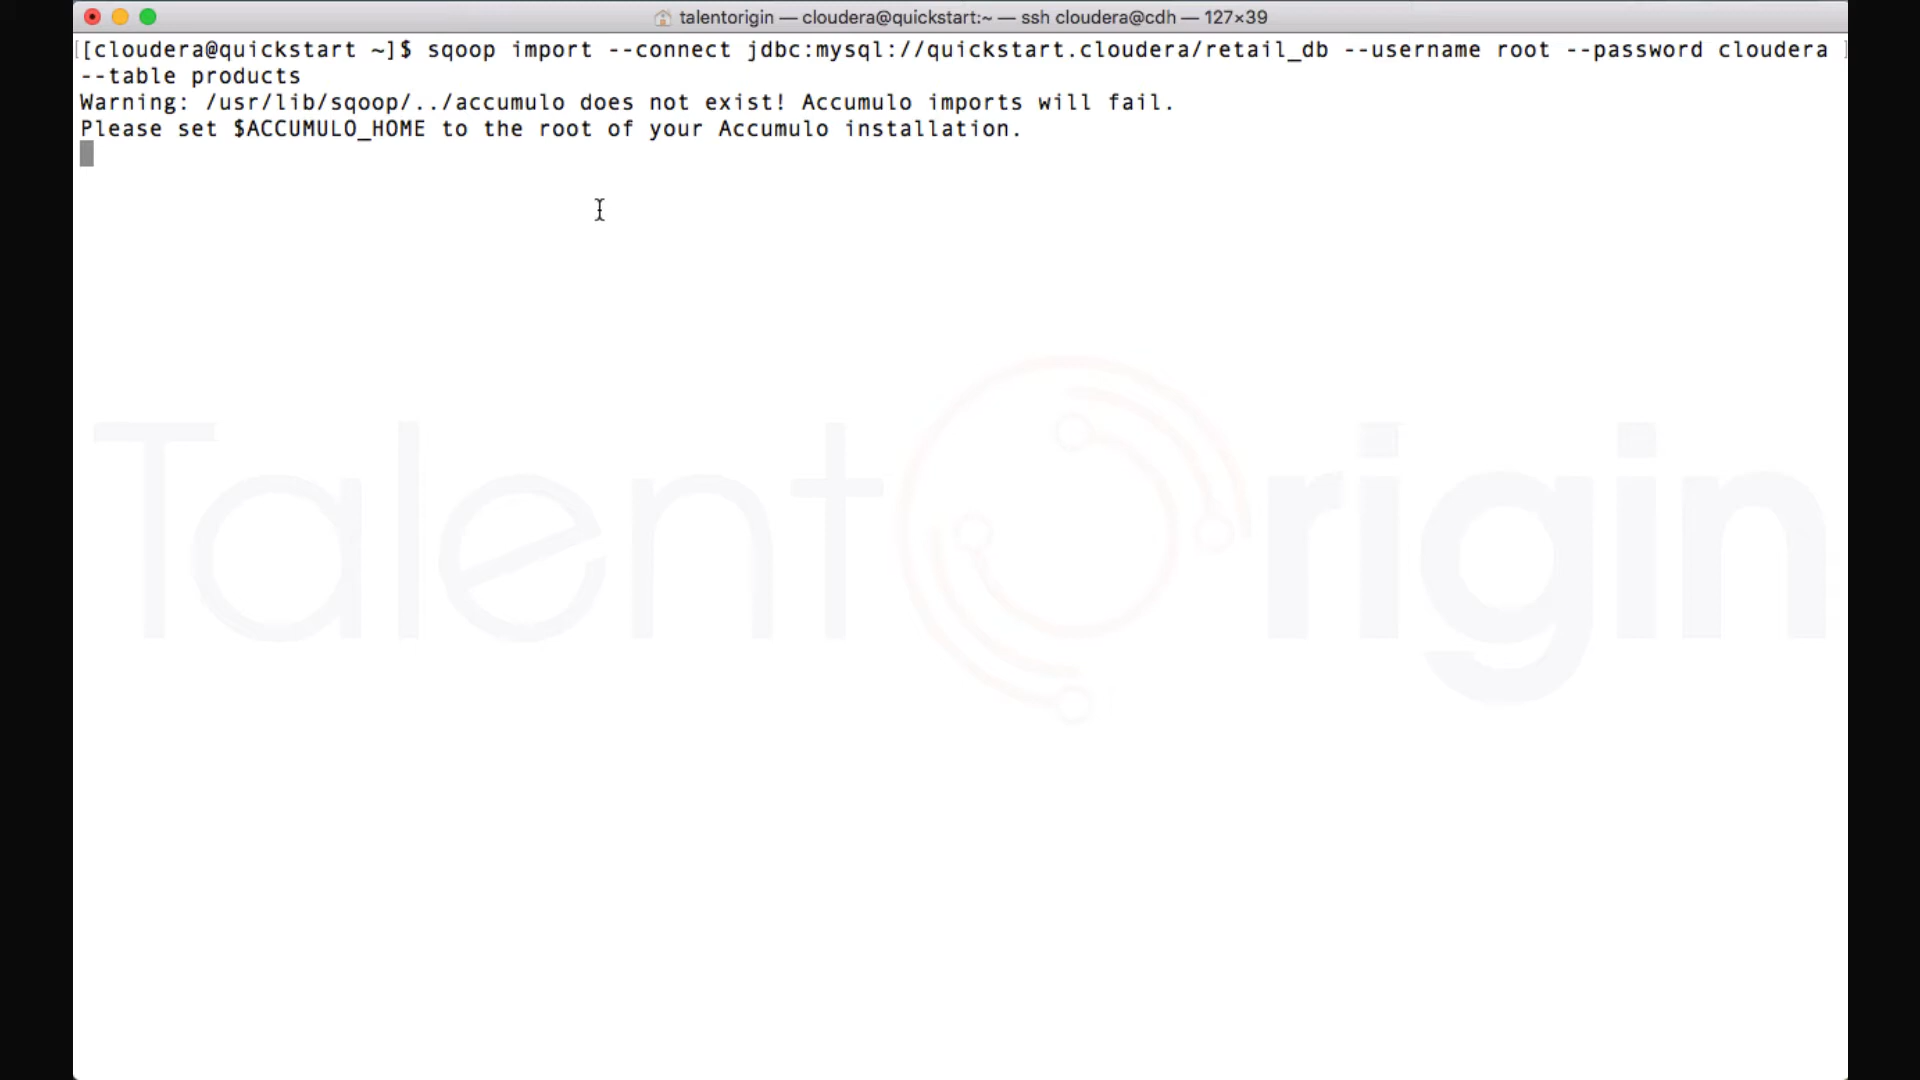 talentorigin — cloudera@quickstart:~ — ssh cloudera@cdh — 127×39
[cloudera@quickstart ~]$ sqoop import --connect jdbc:mysql://quickstart.cloudera/retail_db --username root --password cloudera
--table products
Warning: /usr/lib/sqoop/../accumulo does not exist! Accumulo imports will fail.
Please set $ACCUMULO_HOME to the root of your Accumulo installation.
TalentOrigin